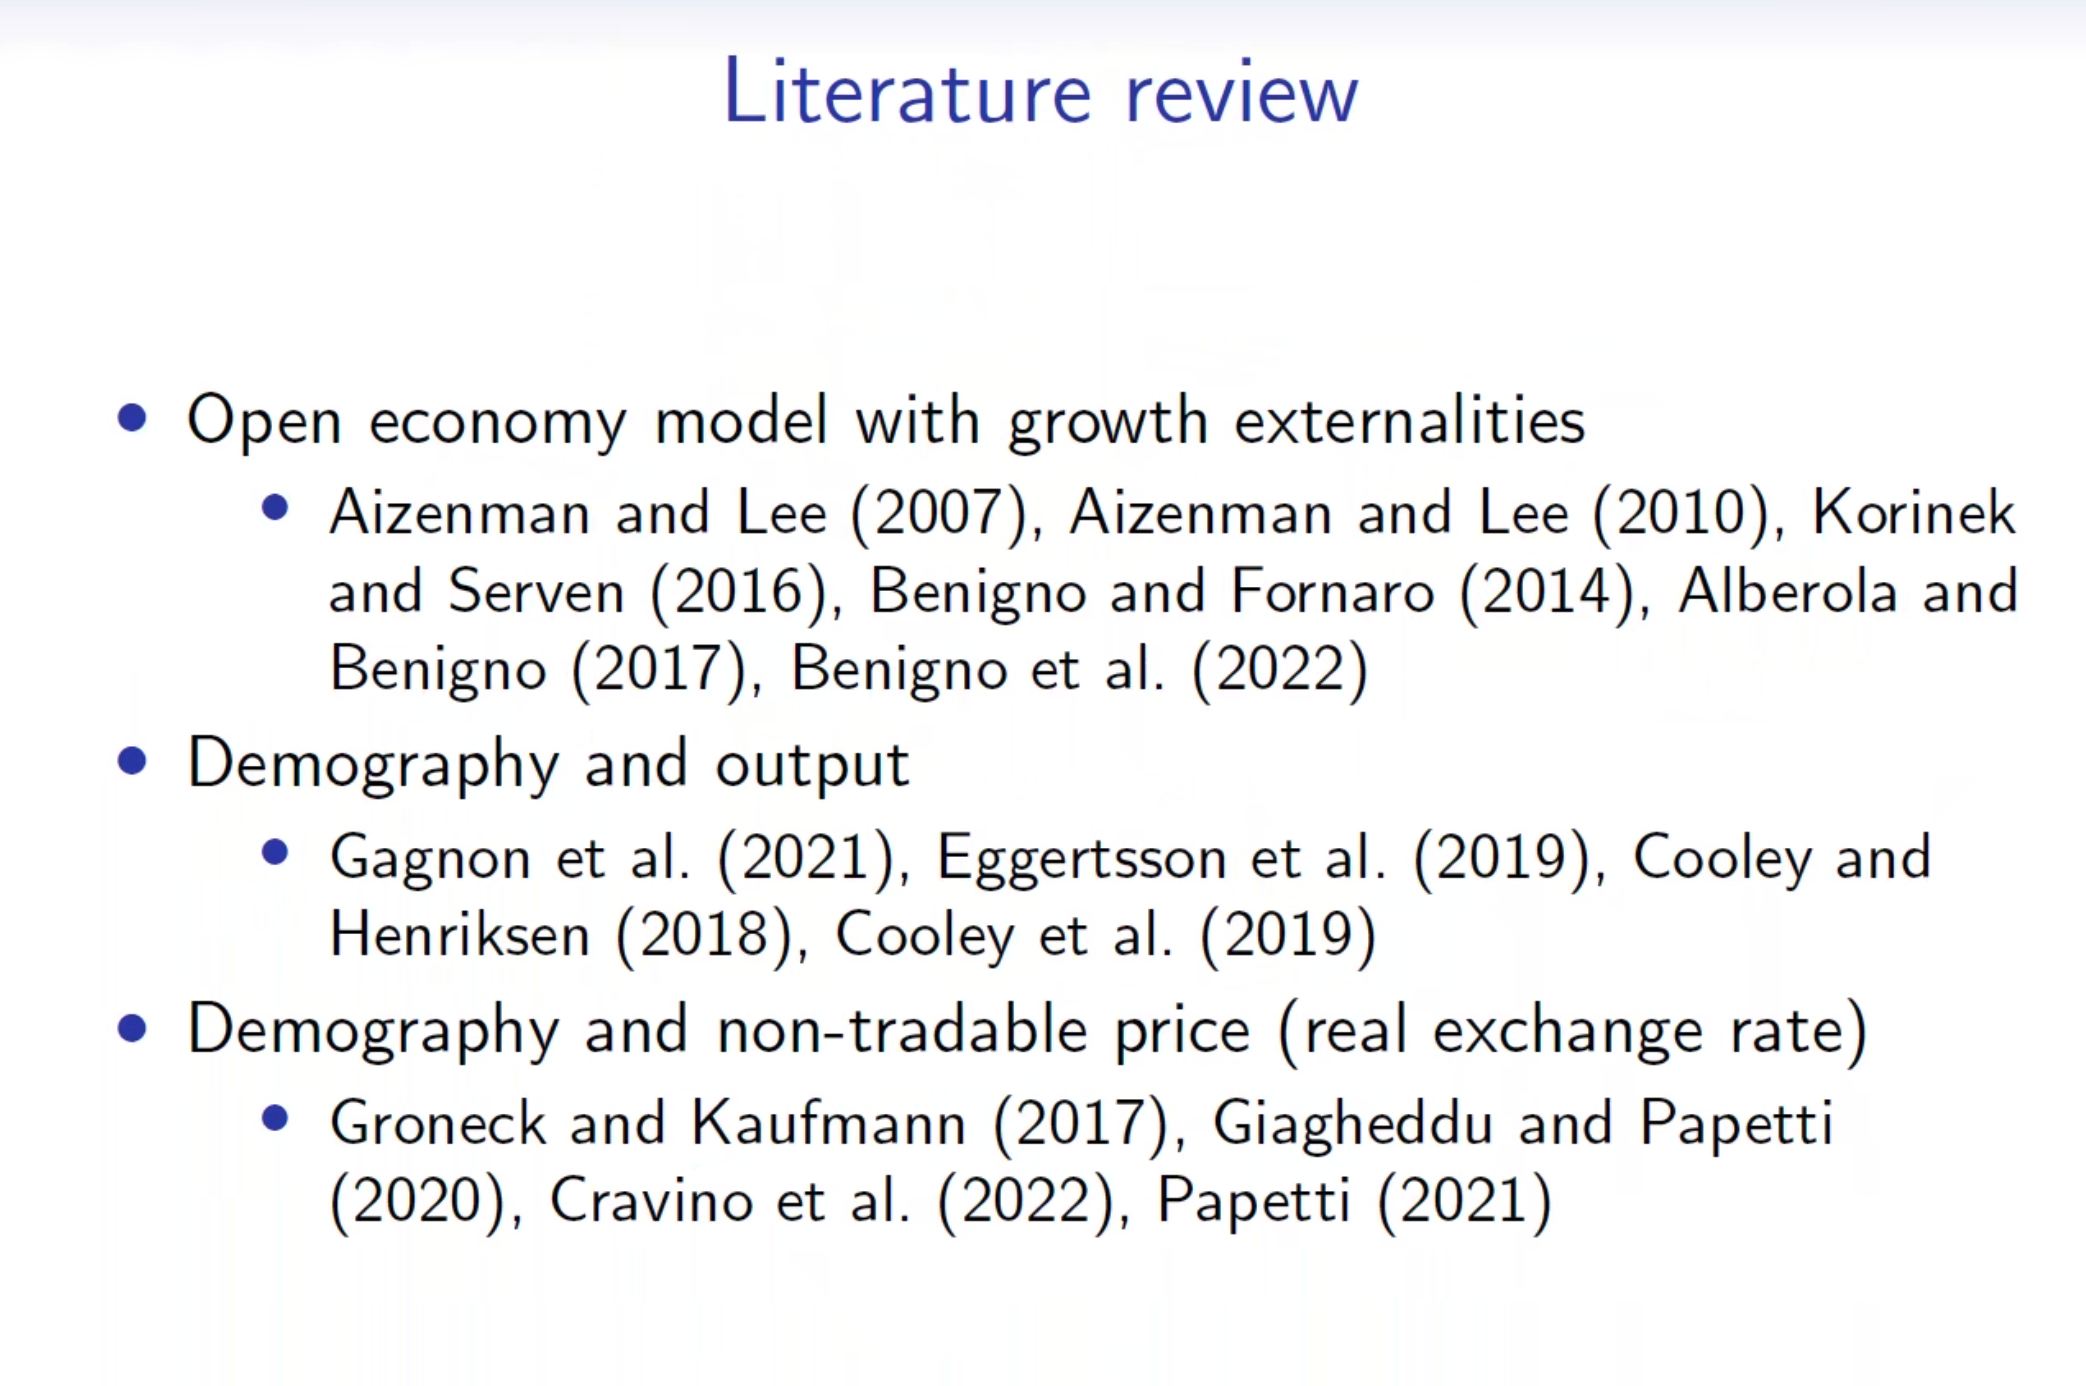 Literature review
• Open economy model with growth externalities
• Aizenman and Lee (2007), Aizenman and Lee (2010), Korinek
and Serven (2016), Benigno and Fornaro (2014), Alberola and
Benigno (2017), Benigno et al. (2022)
• Demography and output
• Gagnon et al. (2021), Eggertsson et al. (2019), Cooley and
Henriksen (2018), Cooley et al. (2019)
• Demography and non-tradable price (real exchange rate)
• Groneck and Kaufmann (2017), Giagheddu and Papetti
(2020), Cravino et al. (2022), Papetti (2021)